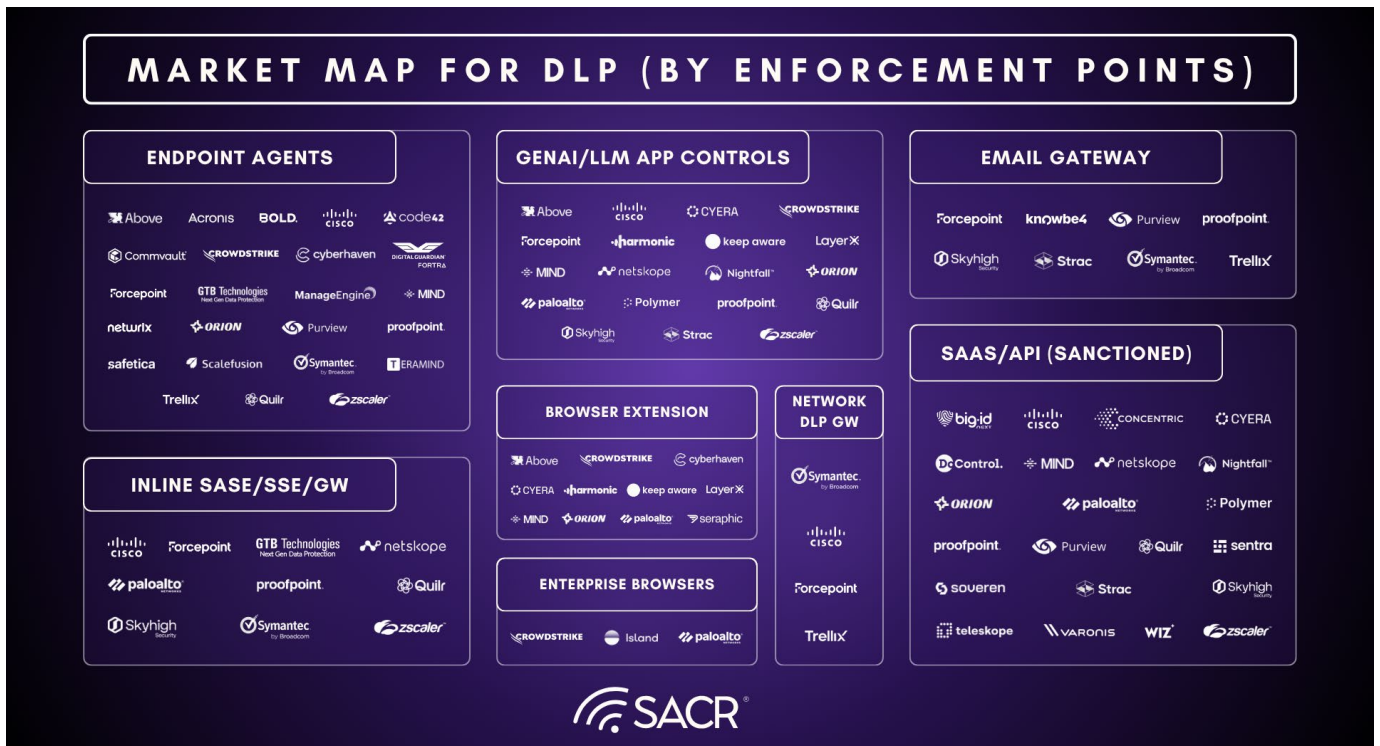 MARKET MAP FOR DLP (BY ENFORCEMENT POINTS)
ENDPOINT AGENTS
Above Acronis BOLD. CISCO code42
Commvault CROWDSTRIKE cyberhaven DIGITAL GUARDIAN FORTRA
Forcepoint GTB Technologies Next Gen Data Protection ManageEngine MIND
netwrix ORION Purview proofpoint.
safetica Scalefusion Symantec. by Broadcom TERAMIND
Trellix Quilr zscaler
INLINE SASE/SSE/GW
CISCO Forcepoint GTB Technologies Next Gen Data Protection netskope
paloalto NETWORKS proofpoint. Quilr
Skyhigh Security Symantec. by Broadcom zscaler
GENAI/LLM APP CONTROLS
Above CISCO CYERA CROWDSTRIKE
Forcepoint harmonic keep aware LayerX
MIND netskope Nightfall ORION
paloalto NETWORKS Polymer proofpoint. Quilr
Skyhigh Security Strac zscaler
BROWSER EXTENSION
Above CROWDSTRIKE cyberhaven
CYERA harmonic keep aware LayerX
MIND ORION paloalto NETWORKS seraphic
ENTERPRISE BROWSERS
CROWDSTRIKE Island paloalto NETWORKS
NETWORK
DLP GW
Symantec. by Broadcom
CISCO
Forcepoint
Trellix
EMAIL GATEWAY
Forcepoint knowbe4 Purview proofpoint.
Skyhigh Security Strac Symantec. by Broadcom Trellix
SAAS/API (SANCTIONED)
big·id NEXT CISCO CONCENTRIC CYERA
DoControl. MIND netskope Nightfall
ORION paloalto NETWORKS Polymer
proofpoint. Purview Quilr sentra
soveren Strac Skyhigh Security
teleskope VARONIS WIZ zscaler
SACR®